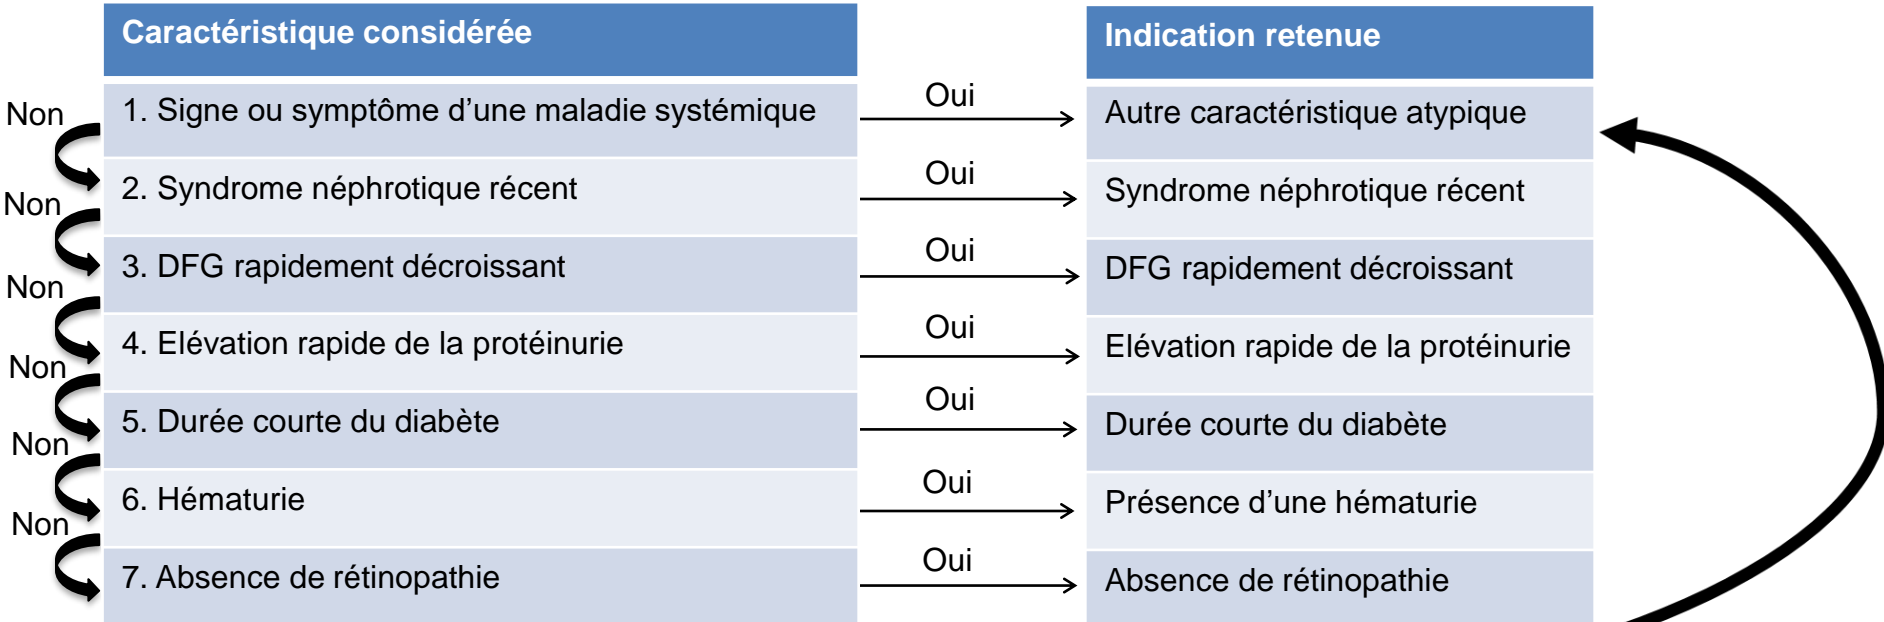 Caractéristique considérée
Indication retenue
Non
1. Signe ou symptôme d'une maladie systémique
Oui
Autre caractéristique atypique
Non
2. Syndrome néphrotique récent
Oui
Syndrome néphrotique récent
Non
3. DFG rapidement décroissant
Oui
DFG rapidement décroissant
Non
4. Elévation rapide de la protéinurie
Oui
Elévation rapide de la protéinurie
Non
5. Durée courte du diabète
Oui
Durée courte du diabète
Non
6. Hématurie
Oui
Présence d'une hématurie
7. Absence de rétinopathie
Oui
Absence de rétinopathie